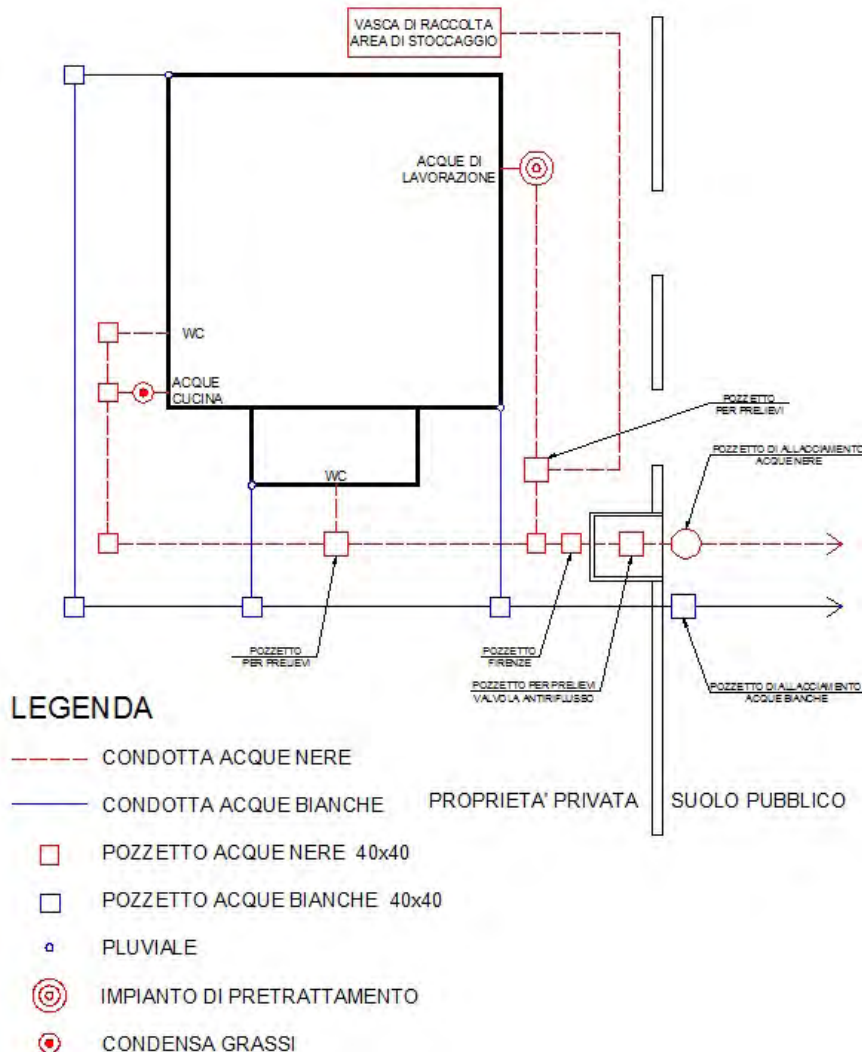 VASCA DI RACCOLTA
AREA DI STOCCAGGIO
ACQUE DI
LAVORAZIONE
WC
ACQUE
CUCINA
POZZETTO
PER PRELIEVI
POZZETTO DI ALLACCIAMENTO
ACQUE NERE
WC
POZZETTO
PER PRELIEVI
POZZETTO
FIRENZE
POZZETTO PER PRELIEVI
VALVOLA ANTIRIFLUSSO
POZZETTO DI ALLACCIAMENTO
ACQUE BIANCHE
LEGENDA
CONDOTTA ACQUE NERE
CONDOTTA ACQUE BIANCHE
PROPRIETA' PRIVATA
SUOLO PUBBLICO
POZZETTO ACQUE NERE 40x40
POZZETTO ACQUE BIANCHE 40x40
PLUVIALE
IMPIANTO DI PRETRATTAMENTO
CONDENSA GRASSI